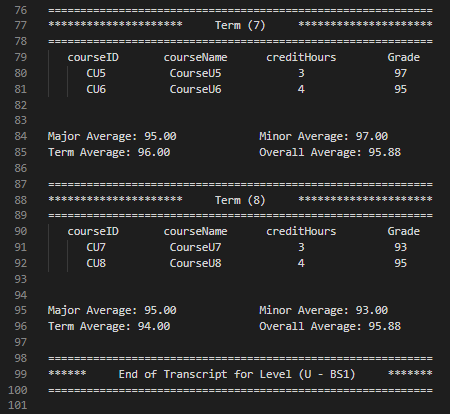 76 =======================================================
77 ********************* Term (7) *********************
78 =======================================================
79 courseID courseName creditHours Grade
80 CU5 CourseU5 3 97
81 CU6 CourseU6 4 95
82
83
84 Major Average: 95.00 Minor Average: 97.00
85 Term Average: 96.00 Overall Average: 95.88
86
87 =======================================================
88 ********************* Term (8) *********************
89 =======================================================
90 courseID courseName creditHours Grade
91 CU7 CourseU7 3 93
92 CU8 CourseU8 4 95
93
94
95 Major Average: 95.00 Minor Average: 93.00
96 Term Average: 94.00 Overall Average: 95.88
97
98 =======================================================
99 ****** End of Transcript for Level (U - BS1) *******
100 =======================================================
101